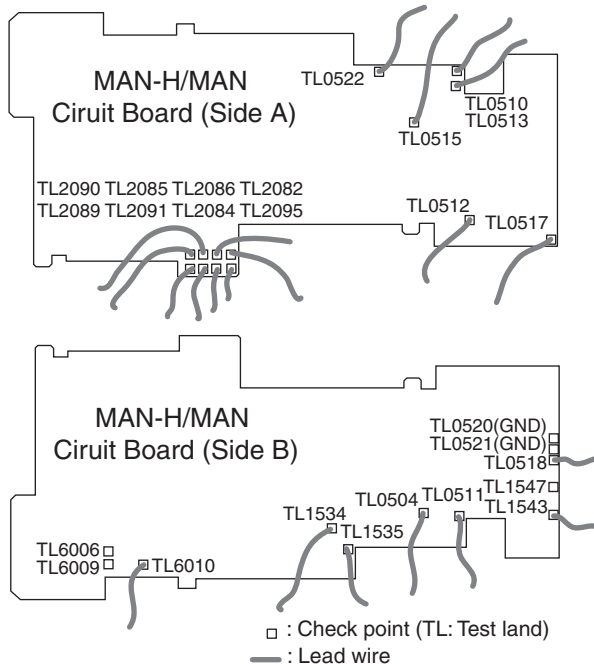 MAN-H/MAN
Ciruit Board (Side A)
TL0522
TL0510
TL0513
TL0515
TL2090 TL2085 TL2086 TL2082
TL2089 TL2091 TL2084 TL2095
TL0512
TL0517
MAN-H/MAN
Ciruit Board (Side B)
TL0520(GND)
TL0521(GND)
TL0518
TL0504 TL0511 TL1547
TL1543
TL1534
TL1535
TL6006
TL6009
TL6010
: Check point (TL: Test land)
: Lead wire